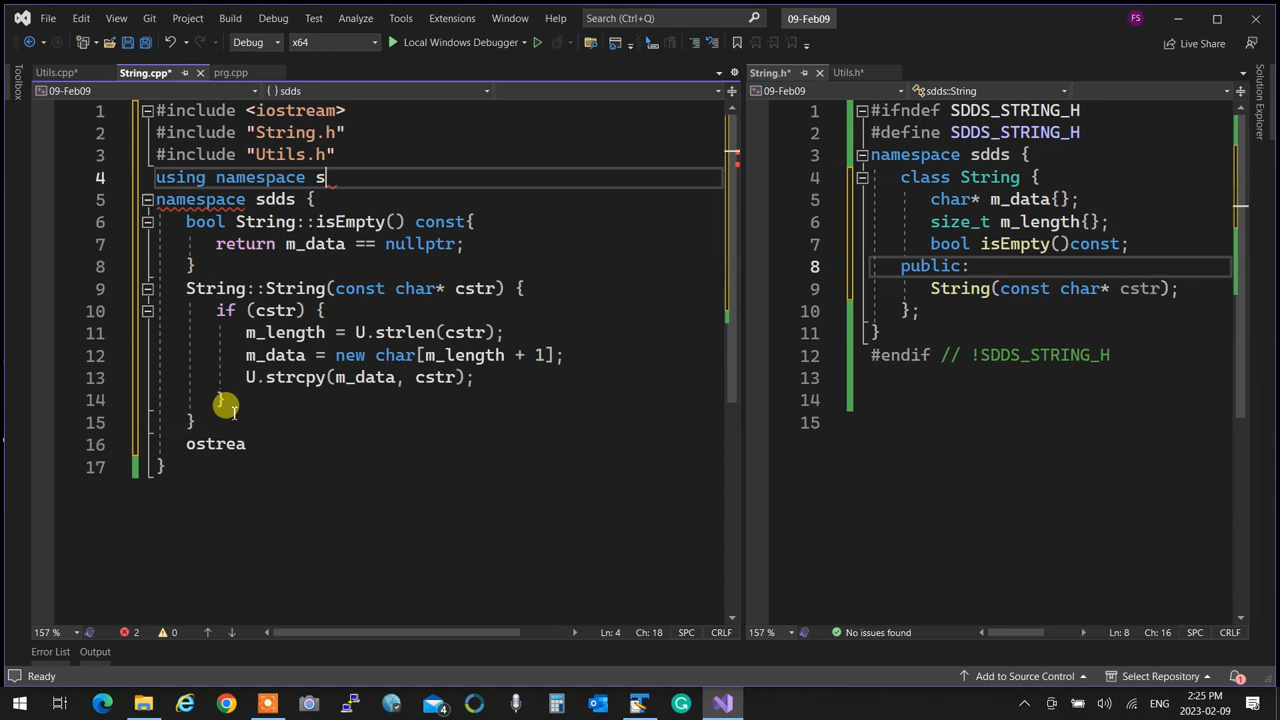 File Edit View Git Project Build Debug Test Analyze Tools Extensions Window Help Search (Ctrl+Q) 09-Feb09 FS
Debug x64 Local Windows Debugger Live Share
Toolbox
Utils.cpp* String.cpp* prg.cpp
09-Feb09 {} sdds
1 #include <iostream>
2 #include "String.h"
3 #include "Utils.h"
4 using namespace s
5 namespace sdds {
6 bool String::isEmpty() const{
7 return m_data == nullptr;
8 }
9 String::String(const char* cstr) {
10 if (cstr) {
11 m_length = U.strlen(cstr);
12 m_data = new char[m_length + 1];
13 U.strcpy(m_data, cstr);
14 }
15 }
16 ostrea
17 }
157 % 2 0 Ln: 4 Ch: 18 SPC CRLF
String.h* Utils.h*
09-Feb09 sdds::String
1 #ifndef SDDS_STRING_H
2 #define SDDS_STRING_H
3 namespace sdds {
4 class String {
5 char* m_data{};
6 size_t m_length{};
7 bool isEmpty()const;
8 public:
9 String(const char* cstr);
10 };
11 }
12 #endif // !SDDS_STRING_H
13
14
15
157 % No issues found Ln: 8 Ch: 16 SPC CRLF
Solution Explorer
Error List Output
Ready Add to Source Control Select Repository 1
4 ENG 2:25 PM
2023-02-09